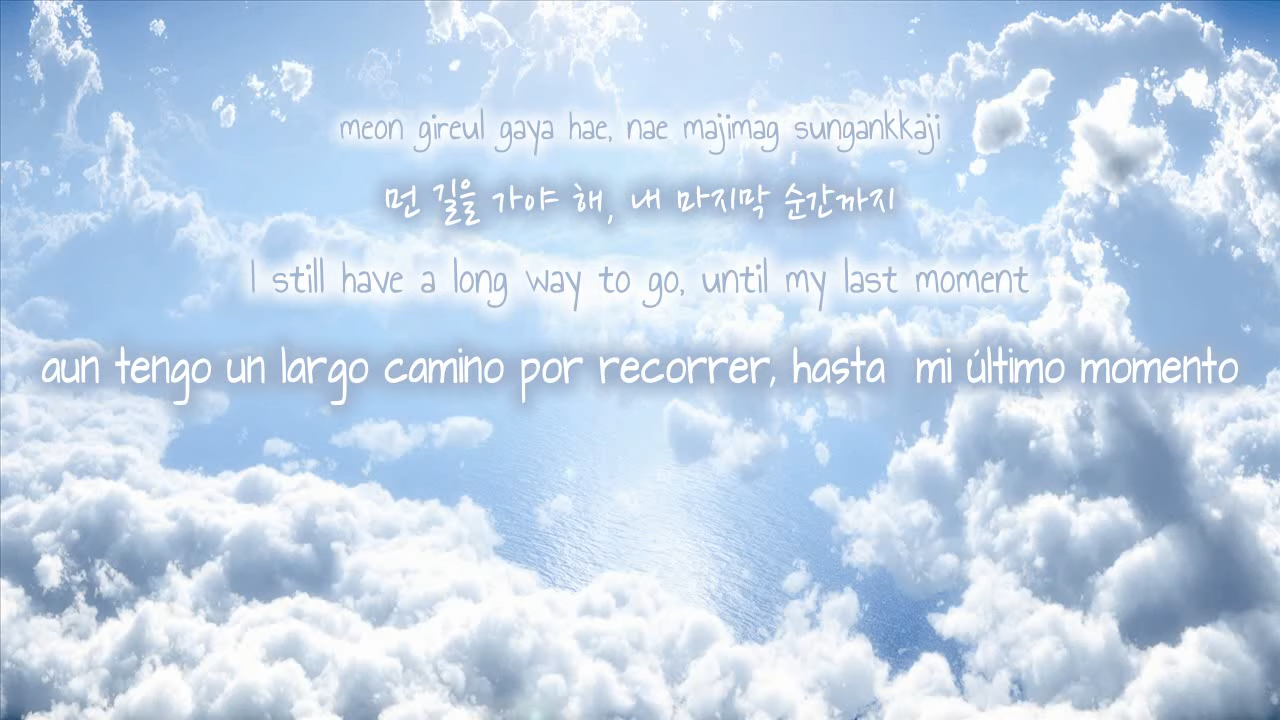 meon gireul gaya hae, nae majimag sungankkaji
먼 길을 가야 해, 내 마지막 순간까지
I still have a long way to go, until my last moment
aun tengo un largo camino por recorrer, hasta mi último momento